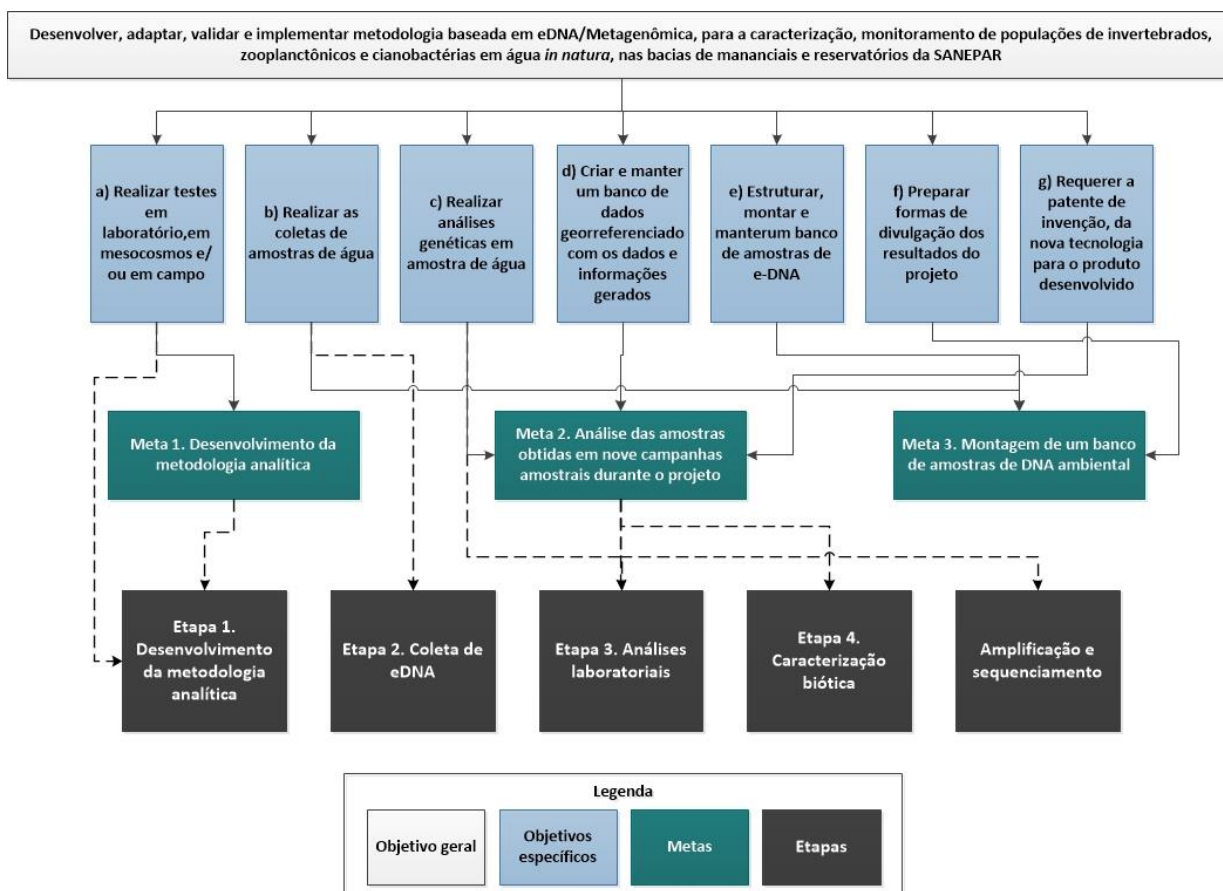 Desenvolver, adaptar, validar e implementar metodologia baseada em eDNA/Metagenômica, para a caracterização, monitoramento de populações de invertebrados,
zooplanctônicos e cianobactérias em água in natura, nas bacias de mananciais e reservatórios da SANEPAR
a) Realizar testes
em
laboratório,em
mesocosmos e/
ou em campo
b) Realizar as
coletas de
amostras de água
c) Realizar
análises
genéticas em
amostra de água
d) Criar e manter
um banco de
dados
georreferenciado
com os dados e
informações
gerados
e) Estruturar,
montar e
manterum banco
de amostras de
e-DNA
f) Preparar
formas de
divulgação dos
resultados do
projeto
g) Requerer a
patente de
invenção, da
nova tecnologia
para o produto
desenvolvido
Meta 1. Desenvolvimento da
metodologia analítica
Meta 2. Análise das amostras
obtidas em nove campanhas
amostrais durante o projeto
Meta 3. Montagem de um banco
de amostras de DNA ambiental
Etapa 1.
Desenvolvimento
da metodologia
analítica
Etapa 2. Coleta de
eDNA
Etapa 3. Análises
laboratoriais
Etapa 4.
Caracterização
biótica
Amplificação e
sequenciamento
Legenda
Objetivo geral
Objetivos
específicos
Metas
Etapas